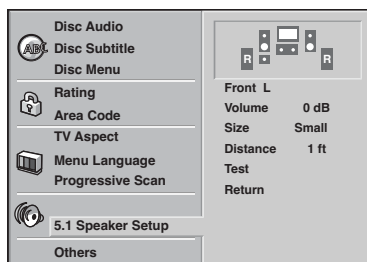 Disc Audio
ABC
Disc Subtitle
Disc Menu
Rating
Area Code
TV Aspect
Menu Language
Progressive Scan
5.1 Speaker Setup
Others
R R
Front L
Volume 0 dB
Size Small
Distance 1 ft
Test
Return